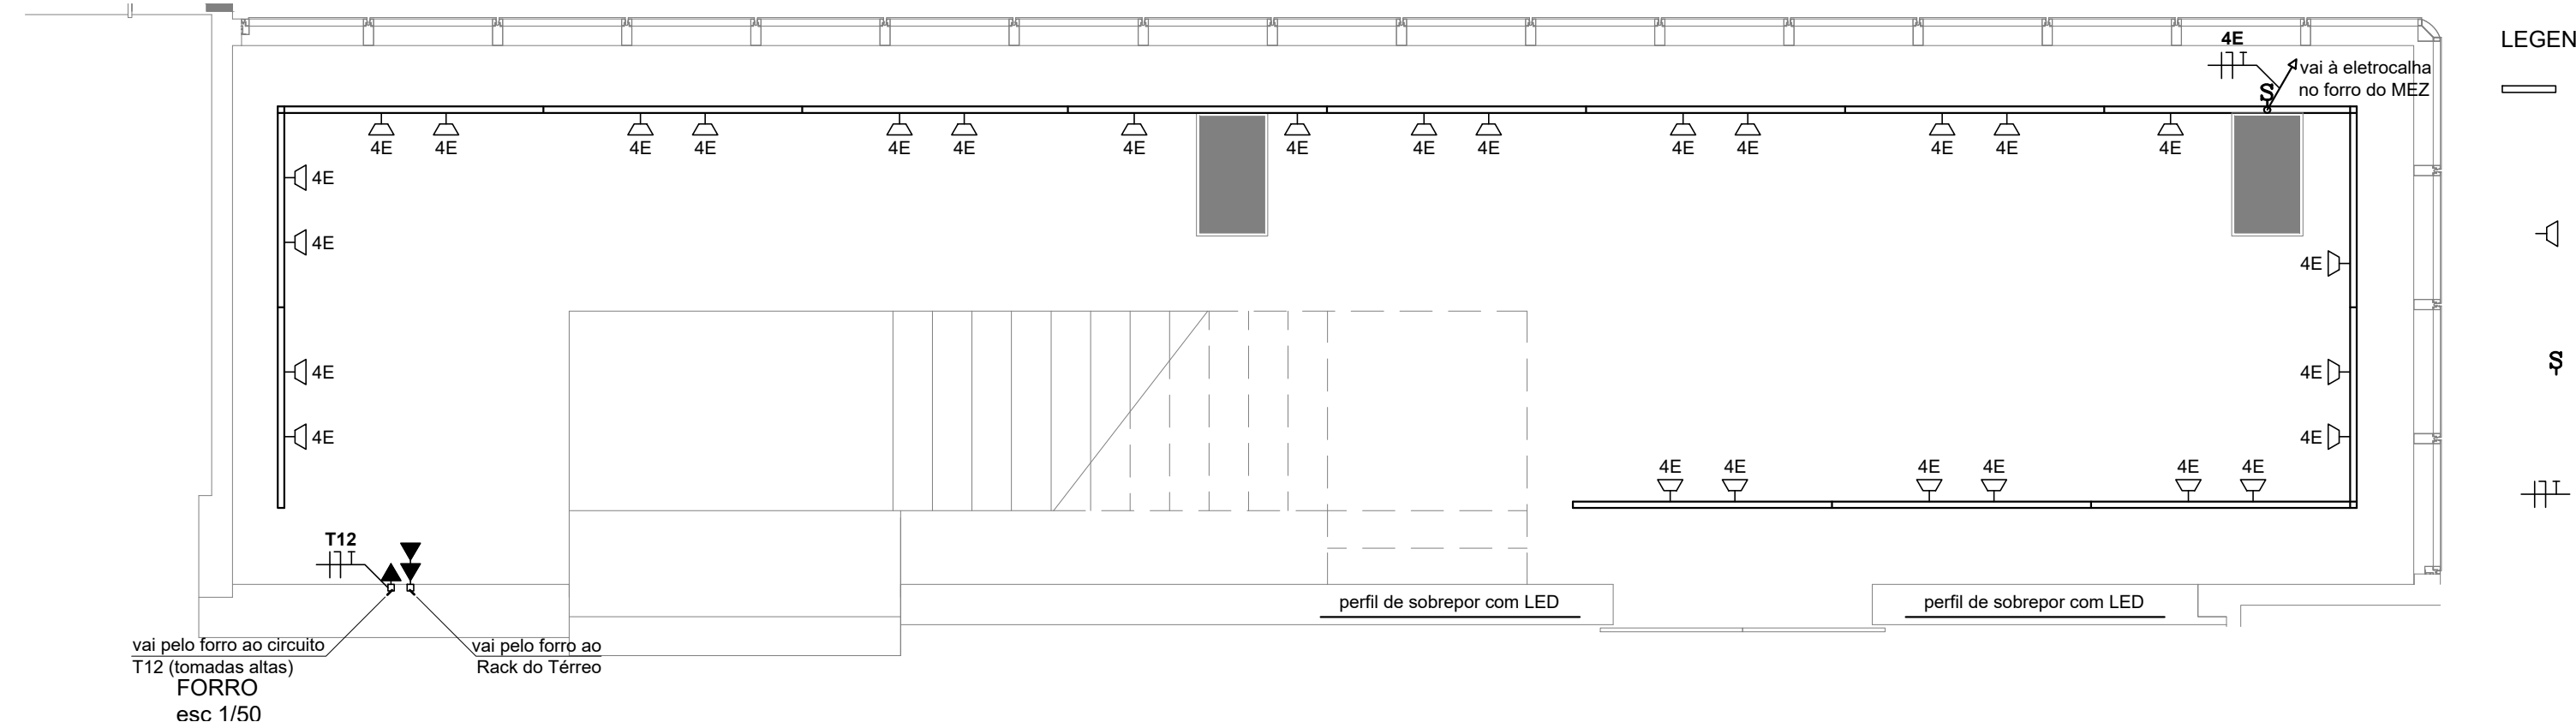 4E
LEGEN
vai à eletrocalha
no forro do MEZ
S
4E 4E 4E 4E 4E 4E 4E 4E 4E 4E 4E 4E 4E 4E 4E
4E
4E
4E
4E
4E
S
4E
4E
4E
4E 4E 4E 4E 4E 4E
T12
perfil de sobrepor com LED
perfil de sobrepor com LED
vai pelo forro ao circuito
T12 (tomadas altas)
vai pelo forro ao
Rack do Térreo
FORRO
esc 1/50